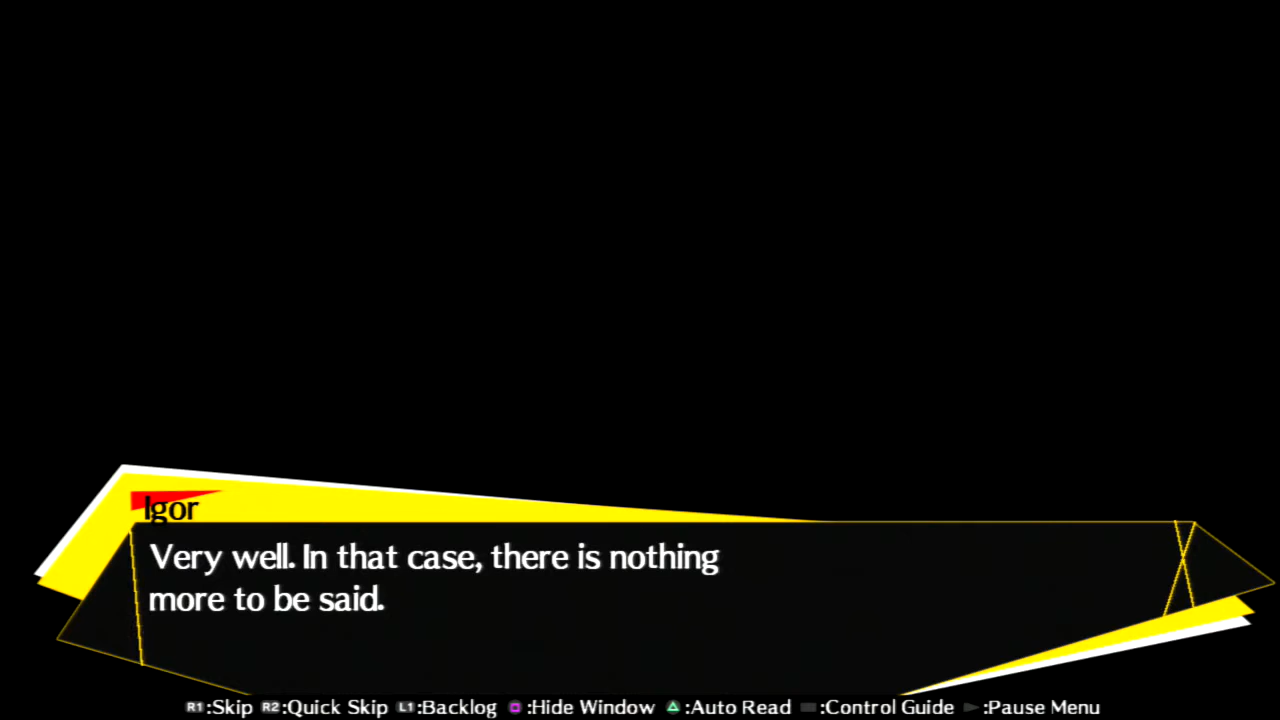 Igor
Very well. In that case, there is nothing
more to be said.
R1:Skip R2:Quick Skip L1:Backlog :Hide Window :Auto Read :Control Guide :Pause Menu